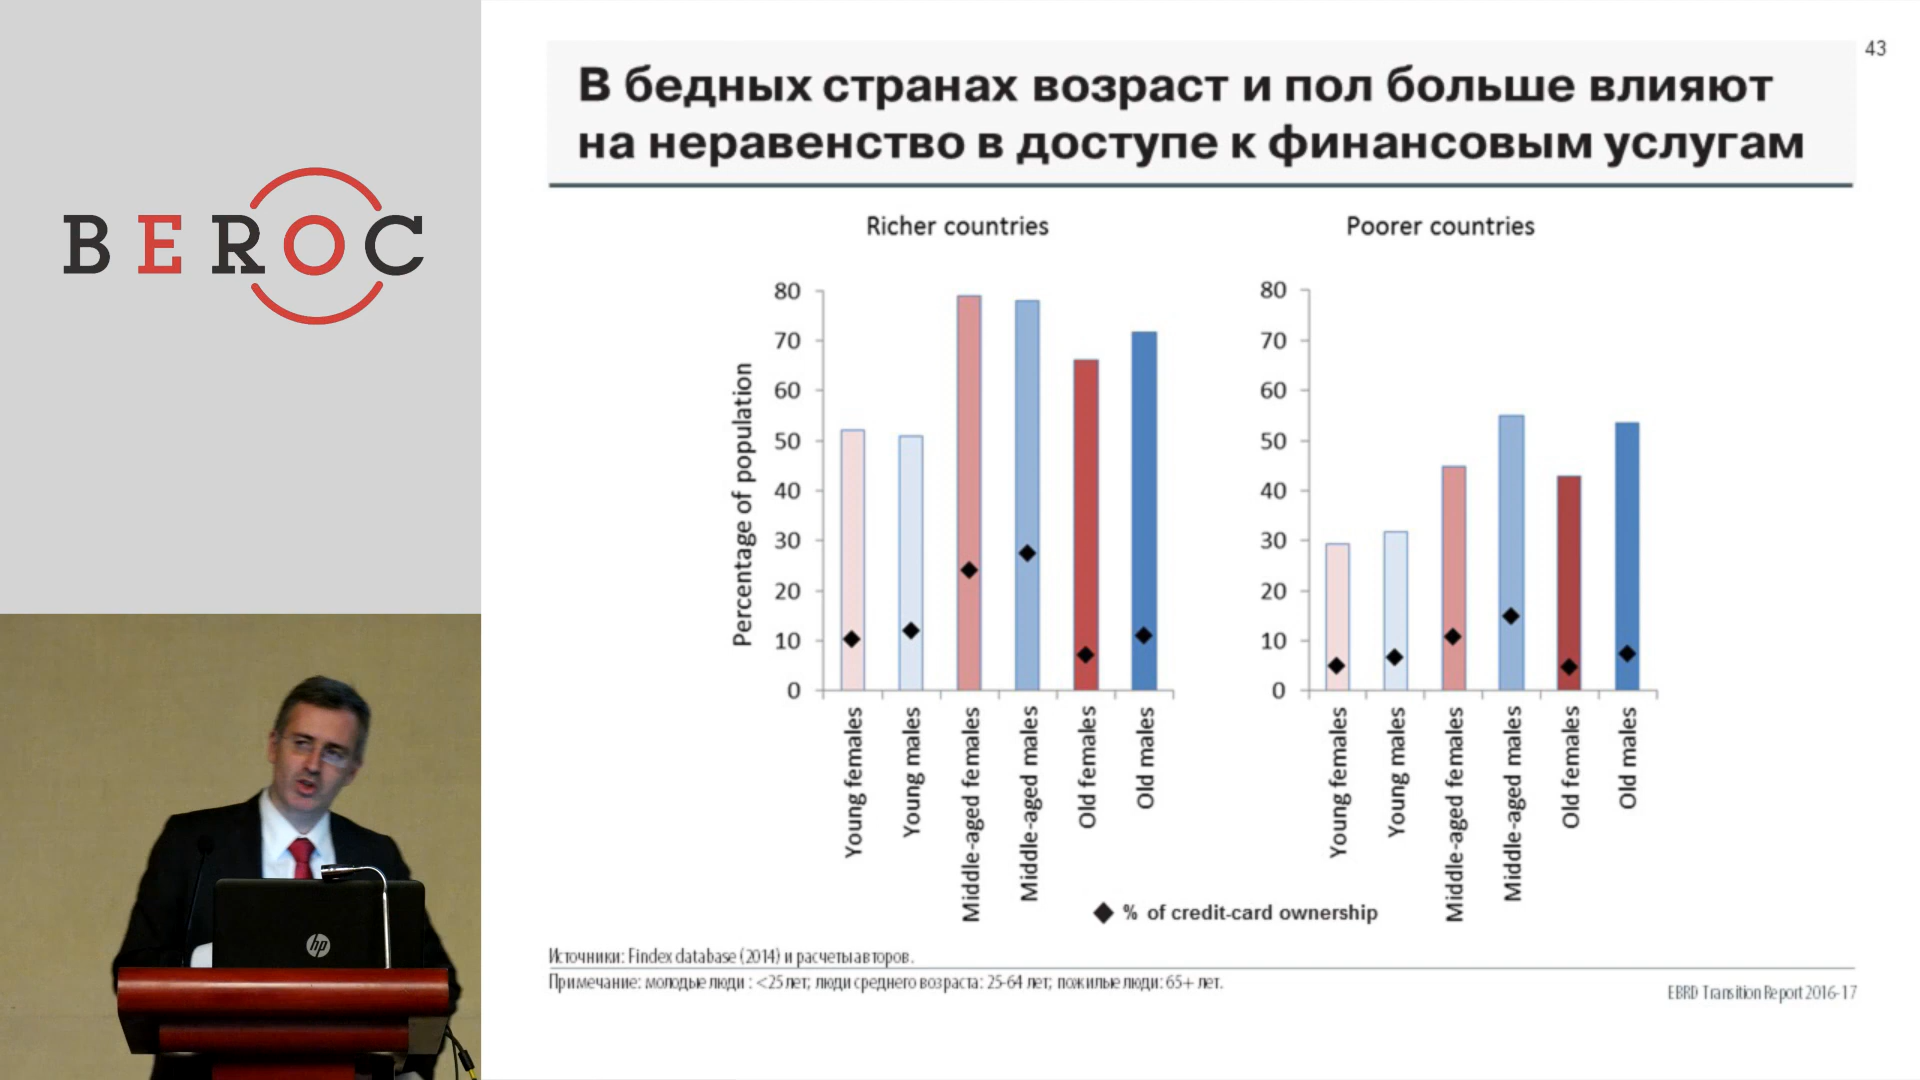 BEROC
43
В бедных странах возраст и пол больше влияют
на неравенство в доступе к финансовым услугам
Richer countries
Percentage of population
80
70
60
50
40
30
20
10
0
Young females
Young males
Middle-aged females
Middle-aged males
Old females
Old males
Poorer countries
80
70
60
50
40
30
20
10
0
Young females
Young males
Middle-aged females
Middle-aged males
Old females
Old males
% of credit-card ownership
Источники: Findex database (2014) и расчеты авторов.
Примечание: молодые люди : <25 лет; люди среднего возраста: 25-64 лет; пожилые люди: 65+ лет.
EBRD Transition Report 2016-17
hp